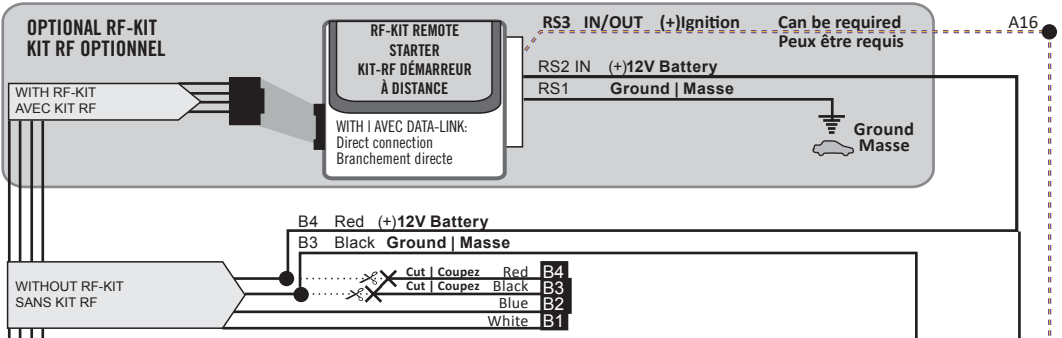 OPTIONAL RF-KIT
KIT RF OPTIONNEL
RF-KIT REMOTE
STARTER
KIT-RF DÉMARREUR
À DISTANCE
WITH | AVEC DATA-LINK:
Direct connection
Branchement directe
RS3 IN/OUT (+)Ignition
Can be required
Peux être requis
A16
RS2 IN (+)12V Battery
RS1 Ground | Masse
Ground
Masse
WITH RF-KIT
AVEC KIT RF
B4 Red (+)12V Battery
B3 Black Ground | Masse
WITHOUT RF-KIT
SANS KIT RF
Cut | Coupez Red B4
Cut | Coupez Black B3
Blue B2
White B1